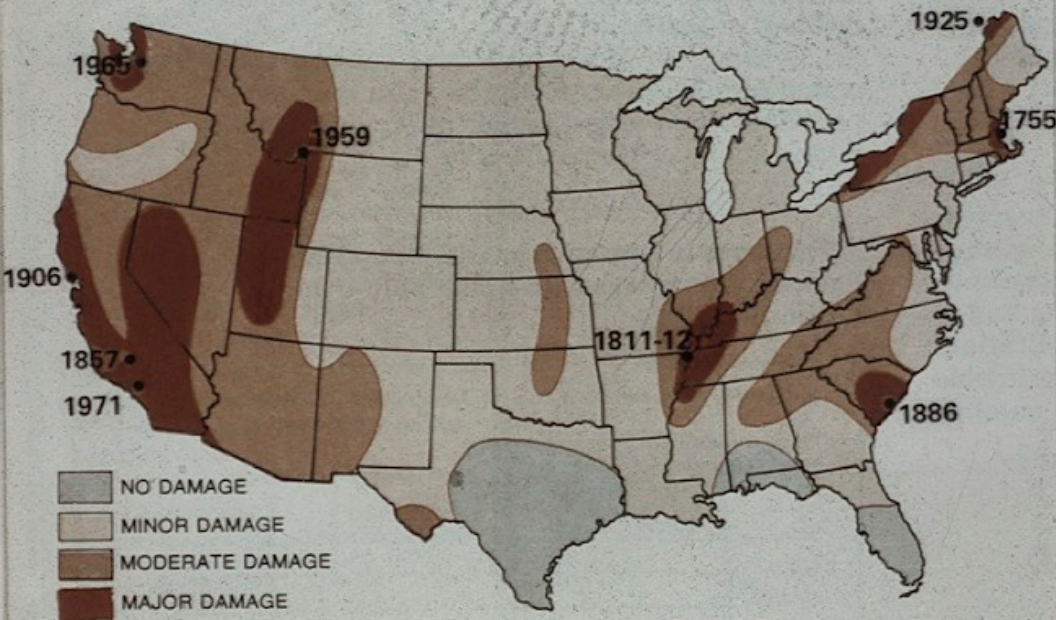 1925
1965
1755
1959
1906
1811-12
1857
1971
1886
NO DAMAGE
MINOR DAMAGE
MODERATE DAMAGE
MAJOR DAMAGE